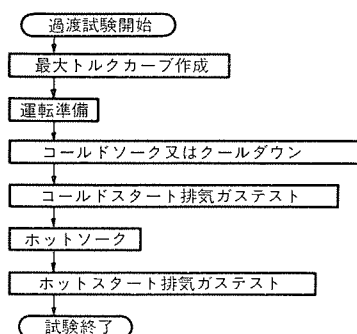 過渡試験開始
最大トルクカーブ作成
運転準備
コールドソーク又はクールダウン
コールドスタート排気ガステスト
ホットソーク
ホットスタート排気ガステスト
試験終了